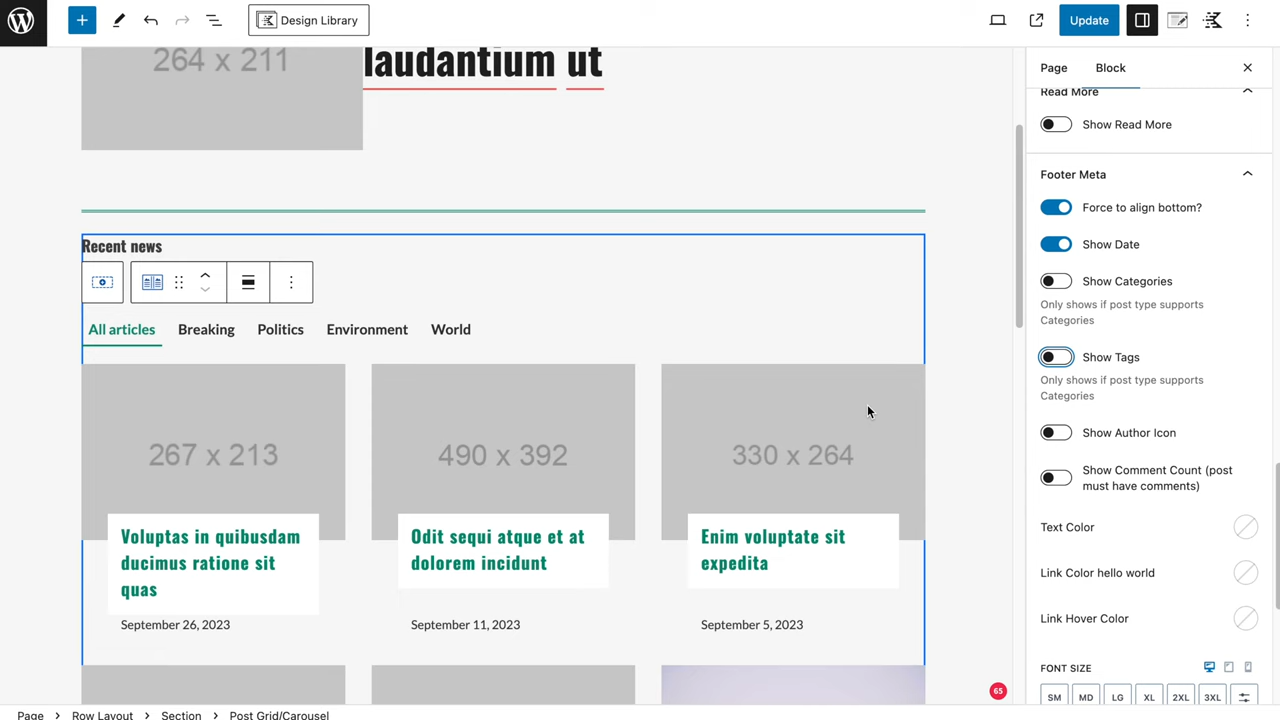 Design Library
Update
264 x 211
laudantium ut
Page
Block
Read More
Show Read More
Footer Meta
Force to align bottom?
Show Date
Show Categories
Only shows if post type supports
Categories
Show Tags
Only shows if post type supports
Categories
Show Author Icon
Show Comment Count (post
must have comments)
Text Color
Link Color hello world
Link Hover Color
FONT SIZE
SM
MD
LG
XL
2XL
3XL
Recent news
All articles
Breaking
Politics
Environment
World
267 x 213
490 x 392
330 x 264
Voluptas in quibusdam
ducimus ratione sit
quas
September 26, 2023
Odit sequi atque et at
dolorem incidunt
September 11, 2023
Enim voluptate sit
expedita
September 5, 2023
65
Page
Row Layout
Section
Post Grid/Carousel